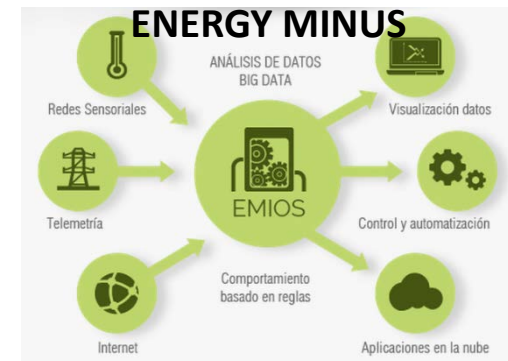 ENERGY MINUS
ANÁLISIS DE DATOS
BIG DATA
Redes Sensoriales
Visualización datos
EMIOS
Telemetría
Control y automatización
Comportamiento
basado en reglas
Internet
Aplicaciones en la nube